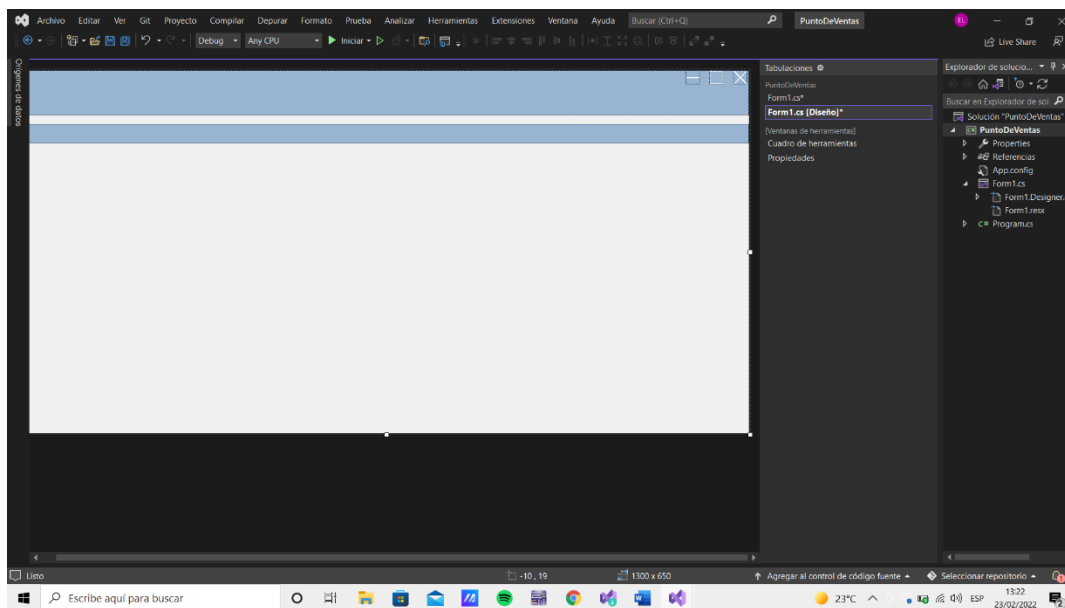 Archivo Editar Ver Git Proyecto Compilar Depurar Formato Prueba Analizar Herramientas Extensiones Ventana Ayuda Buscar (Ctrl+Q) PuntoDeVentas EL
Debug Any CPU Iniciar Live Share
Orígenes de datos
Tabulaciones
PuntoDeVentas
Form1.cs*
Form1.cs [Diseño]*
[Ventanas de herramientas]
Cuadro de herramientas
Propiedades
Explorador de solucio...
Buscar en Explorador de sol
Solución "PuntoDeVentas"
PuntoDeVentas
Properties
Referencias
App.config
Form1.cs
Form1.Designer.
Form1.resx
C# Program.cs
Listo -10 , 19 1300 x 650 Agregar al control de código fuente Seleccionar repositorio
Escribe aquí para buscar 23°C ESP 13:22
23/02/2022